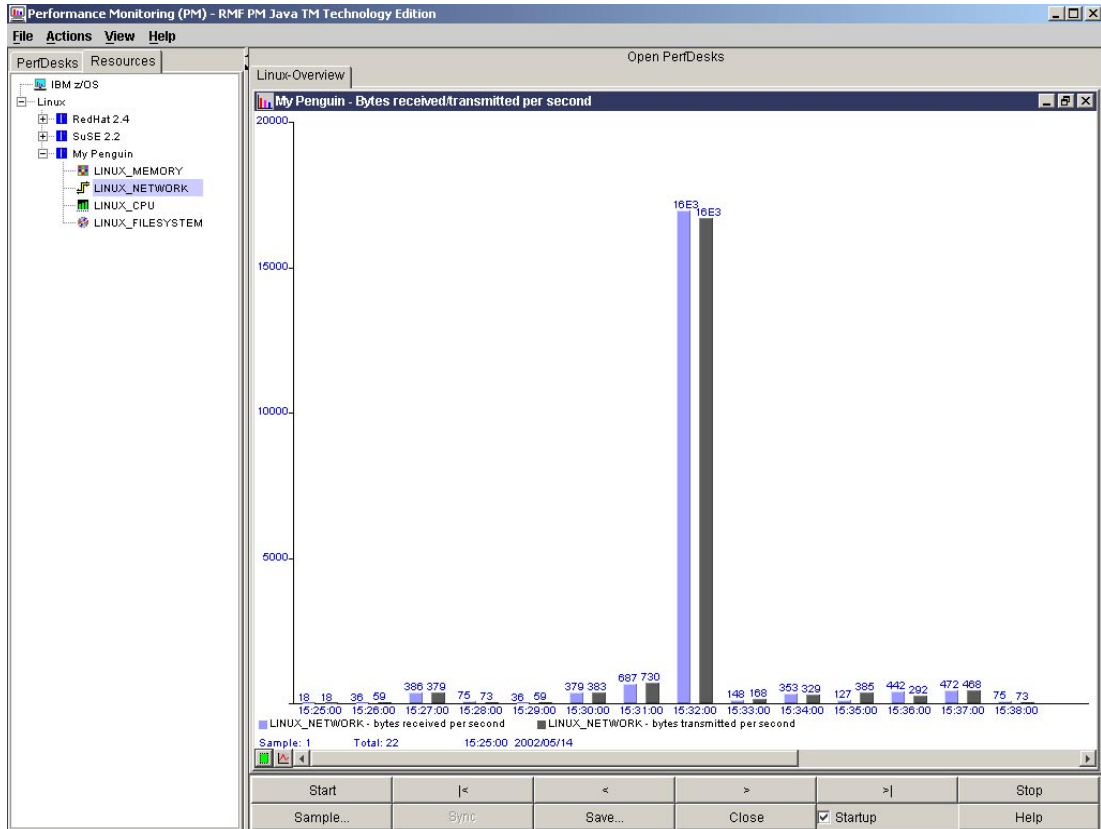 Performance Monitoring (PM) - RMF PM Java TM Technology Edition
File Actions View Help
PerfDesks Resources
IBM z/OS
Linux
RedHat 2.4
SuSE 2.2
My Penguin
LINUX_MEMORY
LINUX_NETWORK
LINUX_CPU
LINUX_FILESYSTEM
Open PerfDesks
Linux-Overview
My Penguin - Bytes received/transmitted per second
20000
15000
10000
5000
18 18 36 59 386 379 75 73 36 59 379 383 687 730 16E3 16E3 148 168 353 329 127 385 442 292 472 468 75 73
15:25:00 15:26:00 15:27:00 15:28:00 15:29:00 15:30:00 15:31:00 15:32:00 15:33:00 15:34:00 15:35:00 15:36:00 15:37:00 15:38:00
LINUX_NETWORK - bytes received per second LINUX_NETWORK - bytes transmitted per second
Sample: 1 Total: 22 15:25:00 2002/05/14
Start |< < > >| Stop
Sample... Sync Save... Close Startup Help